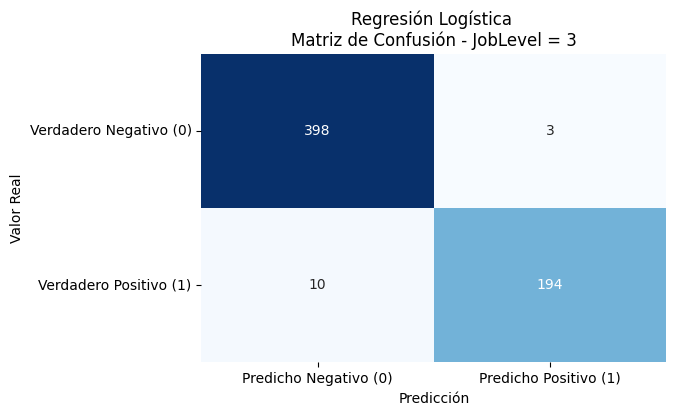 Regresión Logística
Matriz de Confusión - JobLevel = 3
Valor Real
Verdadero Negativo (0)
398
3
Verdadero Positivo (1)
10
194
Predicho Negativo (0)
Predicho Positivo (1)
Predicción